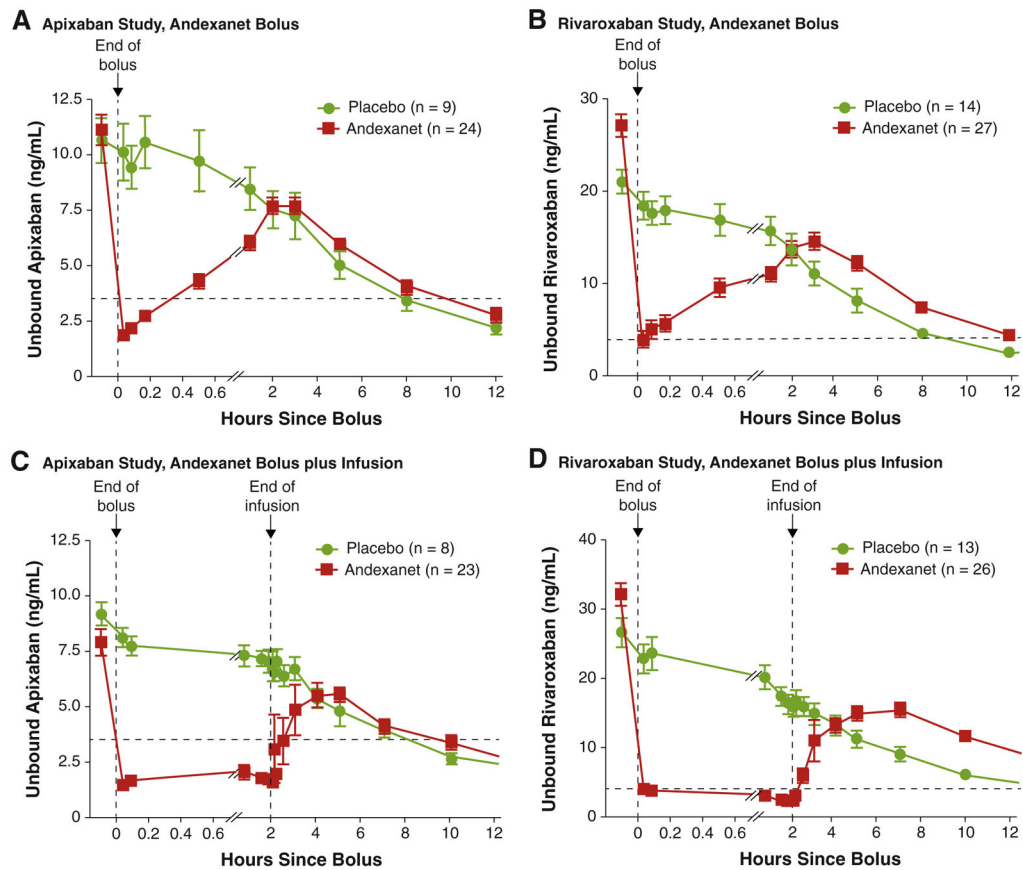 A Apixaban Study, Andexanet Bolus
End of
bolus
Placebo (n = 9)
Andexanet (n = 24)
Unbound Apixaban (ng/mL)
12.5
10.0
7.5
5.0
2.5
0
0 0.2 0.4 0.6 2 4 6 8 10 12
Hours Since Bolus
B Rivaroxaban Study, Andexanet Bolus
End of
bolus
Placebo (n = 14)
Andexanet (n = 27)
Unbound Rivaroxaban (ng/mL)
30
20
10
0
0 0.2 0.4 0.6 2 4 6 8 10 12
Hours Since Bolus
C Apixaban Study, Andexanet Bolus plus Infusion
End of
bolus
End of
infusion
Placebo (n = 8)
Andexanet (n = 23)
Unbound Apixaban (ng/mL)
12.5
10.0
7.5
5.0
2.5
0
0 0.2 0.4 0.6 2 4 6 8 10 12
Hours Since Bolus
D Rivaroxaban Study, Andexanet Bolus plus Infusion
End of
bolus
End of
infusion
Placebo (n = 13)
Andexanet (n = 26)
Unbound Rivaroxaban (ng/mL)
40
30
20
10
0
0 0.2 0.4 0.6 2 4 6 8 10 12
Hours Since Bolus